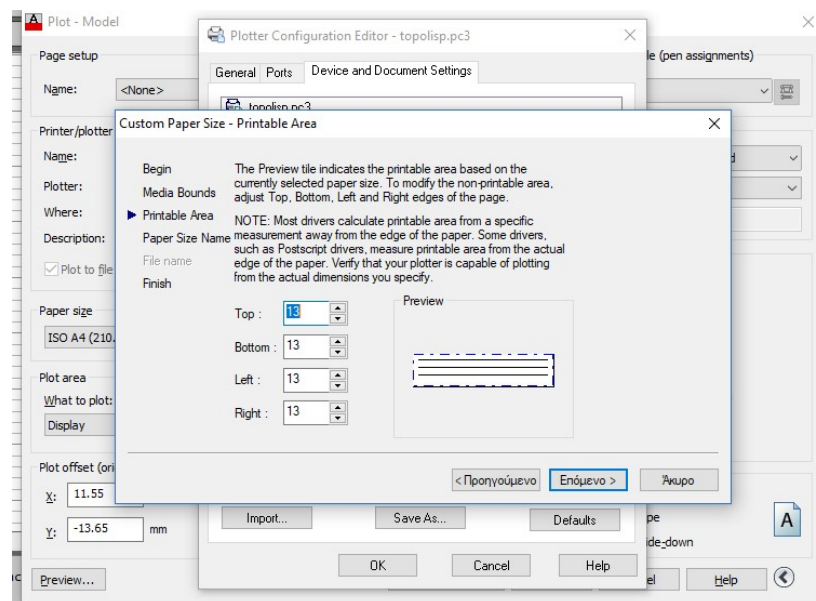 Plot - Model
Plotter Configuration Editor - topolisp.pc3
Page setup
le (pen assignments)
Name:
<None>
General
Ports
Device and Document Settings
topolisp.pc3
Custom Paper Size - Printable Area
Printer/plotter
Name:
Plotter:
Where:
Description:
Plot to file
Begin
Media Bounds
Printable Area
Paper Size Name
File name
Finish
The Preview tile indicates the printable area based on the
currently selected paper size. To modify the non-printable area,
adjust Top, Bottom, Left and Right edges of the page.
NOTE: Most drivers calculate printable area from a specific
measurement away from the edge of the paper. Some drivers,
such as Postscript drivers, measure printable area from the actual
edge of the paper. Verify that your plotter is capable of plotting
from the actual dimensions you specify.
Top :
13
Bottom :
13
Left :
13
Right :
13
Preview
Paper size
ISO A4 (210.
Plot area
What to plot:
Display
Plot offset (ori
X:
11.55
Y:
-13.65
mm
< Προηγούμενο
Επόμενο >
Άκυρο
Import...
Save As...
Defaults
pe
ide-down
A
OK
Cancel
Help
Preview...
el
Help